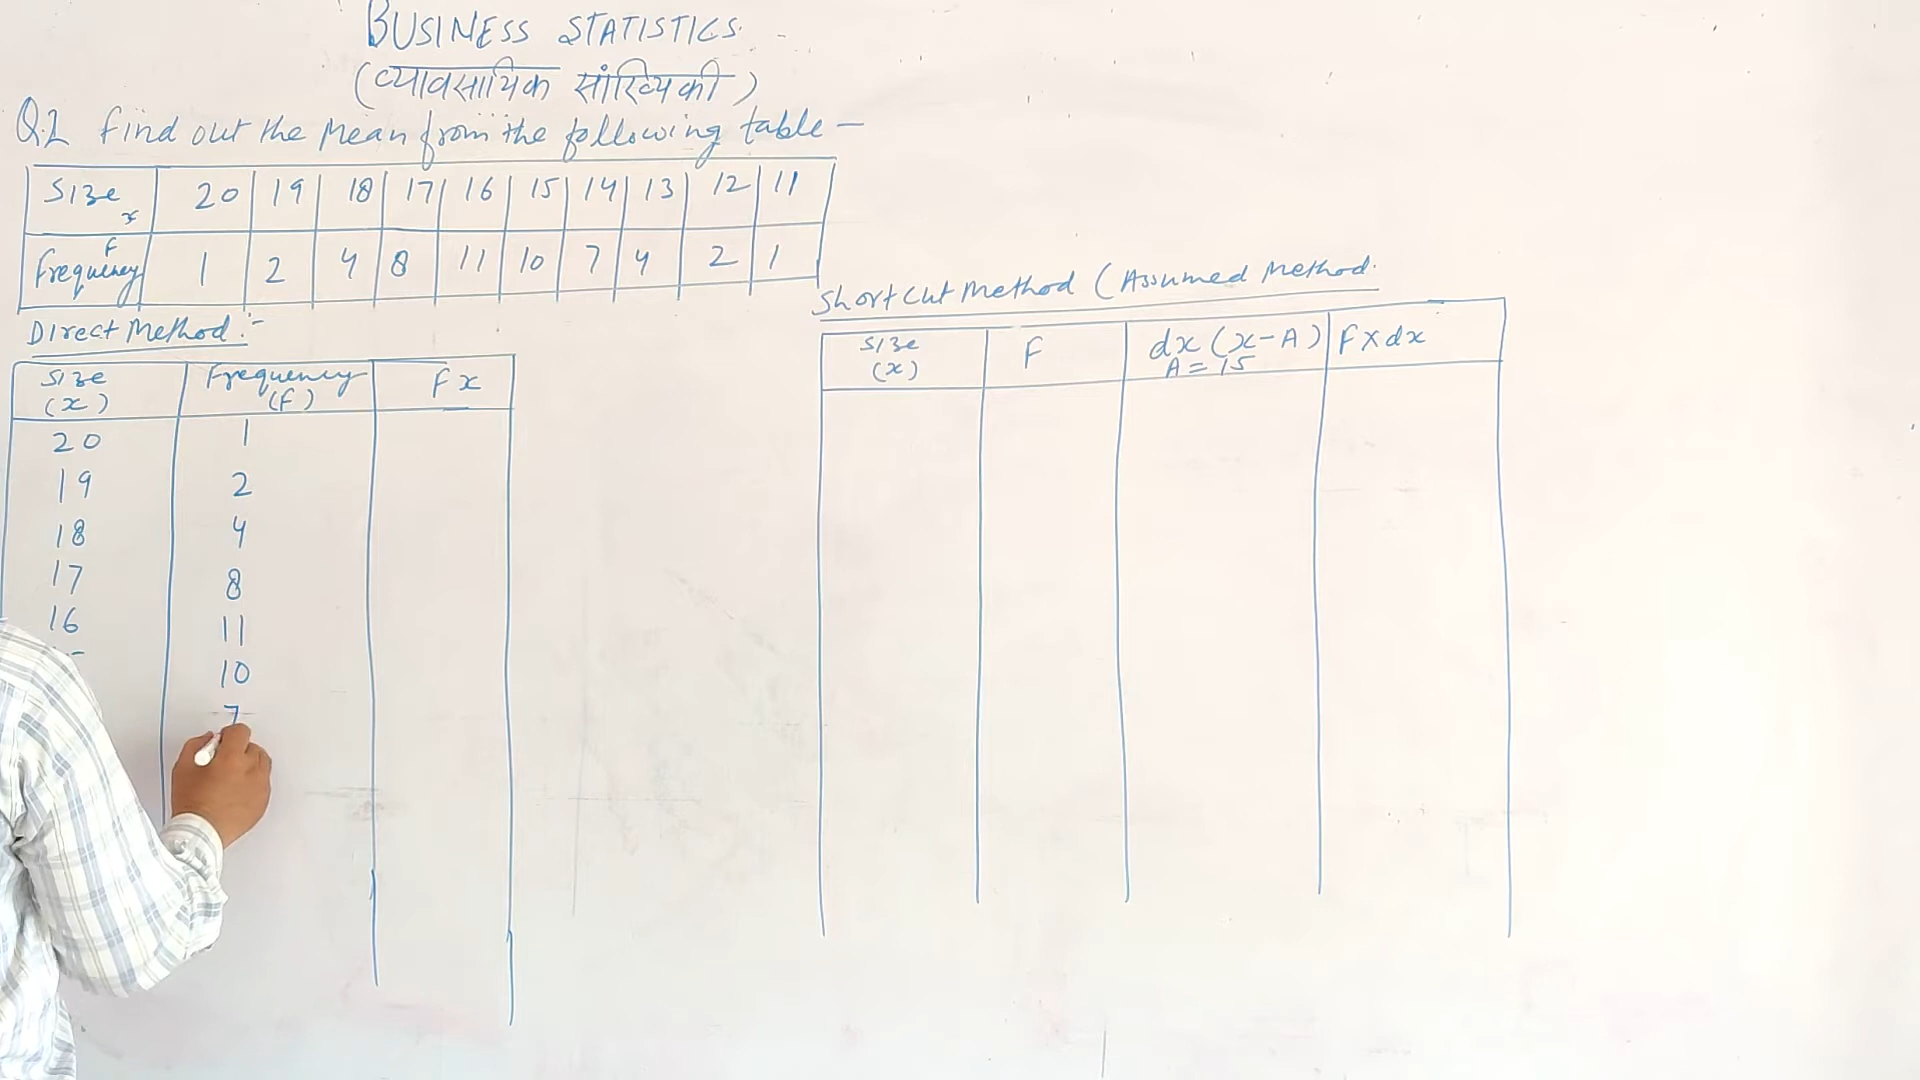 BUSINESS STATISTICS.
(व्यावसायिक सांख्यिकी)
Q.2 Find out the Mean from the following table -
Size x 20 19 18 17 16 15 14 13 12 11
Frequency F 1 2 4 8 11 10 7 4 2 1
Direct Method :-
Size (x) Frequency (F) Fx
20 1
19 2
18 4
17 8
16 11
10
7
Short cut Method (Assumed Method.
Size (x) F dx (x-A) A = 15 F x dx